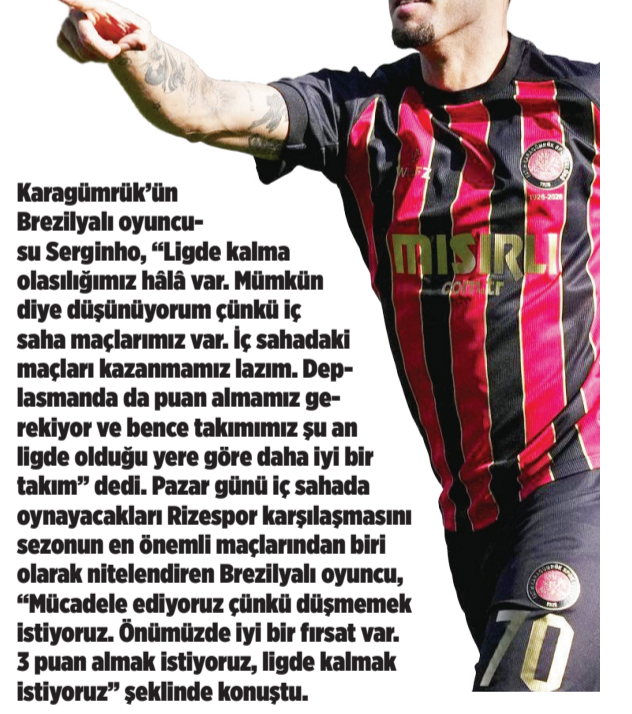 Karagümrük’ün
Brezilyalı oyuncu-
su Serginho, “Ligde kalma
olasılığımız hâlâ var. Mümkün
diye düşünüyorum çünkü iç
saha maçlarımız var. İç sahadaki
maçları kazanmamız lazım. Dep-
lasmanda da puan almamız ge-
rekiyor ve bence takımımız şu an
ligde olduğu yere göre daha iyi bir
takım” dedi. Pazar günü iç sahada
oynayacakları Rizespor karşılaşmasını
sezonun en önemli maçlarından biri
olarak nitelendiren Brezilyalı oyuncu,
“Mücadele ediyoruz çünkü düşmemek
istiyoruz. Önümüzde iyi bir fırsat var.
3 puan almak istiyoruz, ligde kalmak
istiyoruz” şeklinde konuştu.
1926-2026
MISIRLI
.com.tr
70